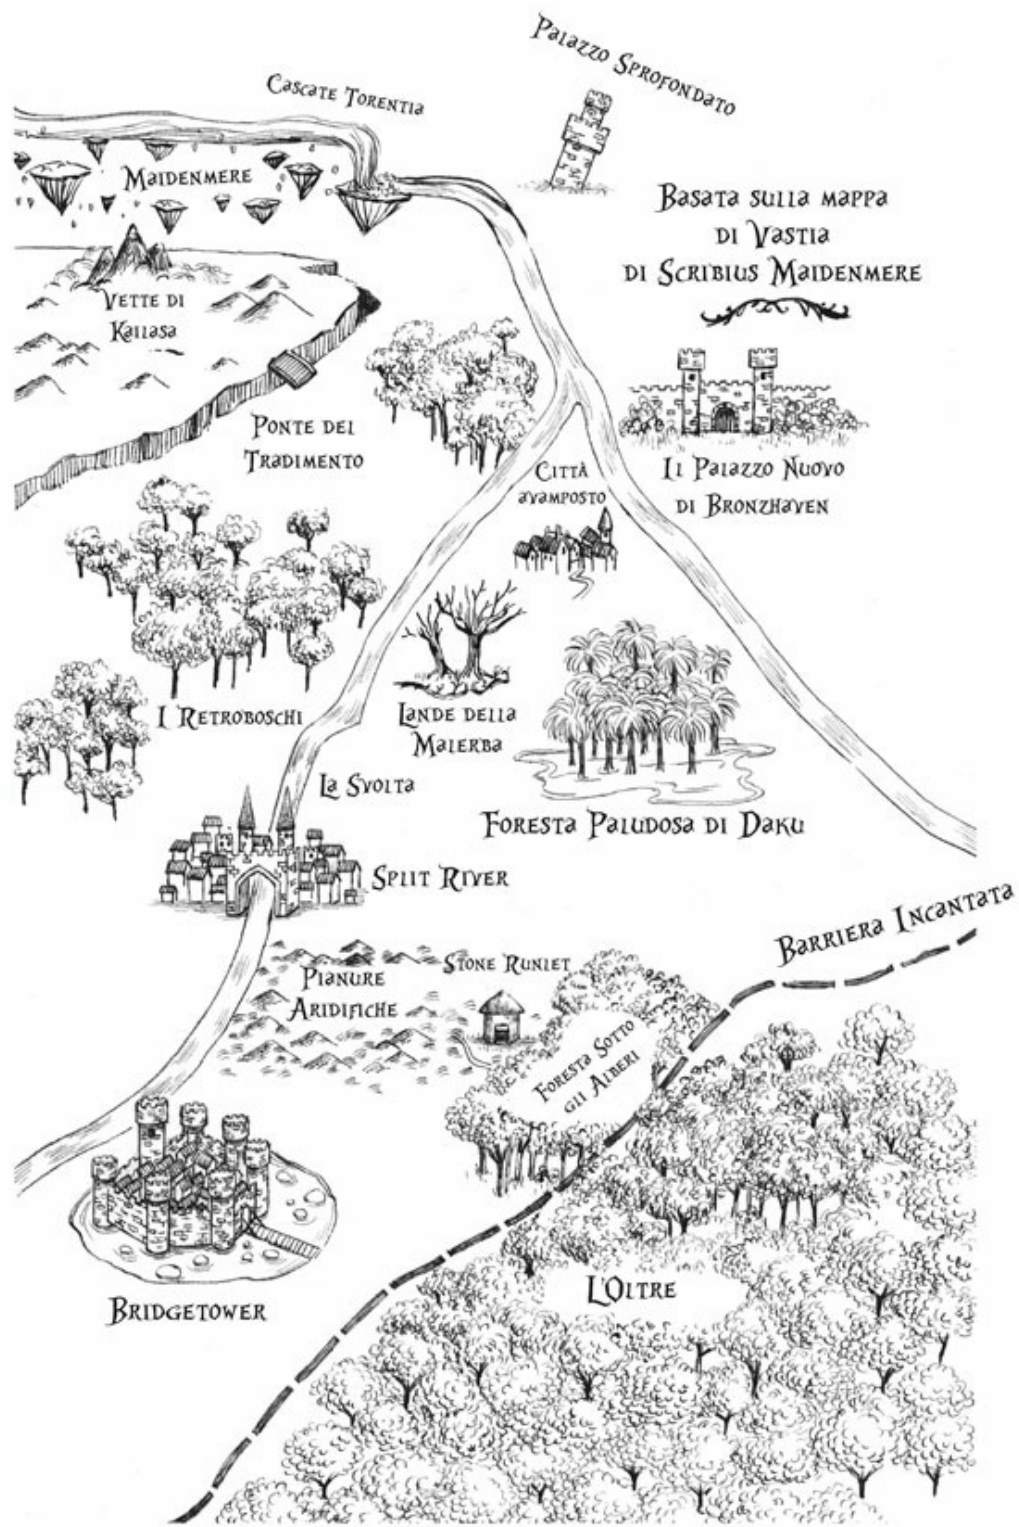 Palazzo Sprofondato
Cascate Torentia
Maidenmere
Basata sulla mappa
di Vastia
di Scribius Maidenmere
Vette di
Kailasa
Ponte del
Tradimento
Città
avamposto
Il Palazzo Nuovo
di Bronzhaven
I Retroboschi
Lande della
Malerba
La Svolta
Foresta Paludosa di Daku
Split River
Barriera Incantata
Pianure
Aridifiche
Stone Runlet
Foresta Sotto
gli Alberi
L'Oltre
Bridgetower